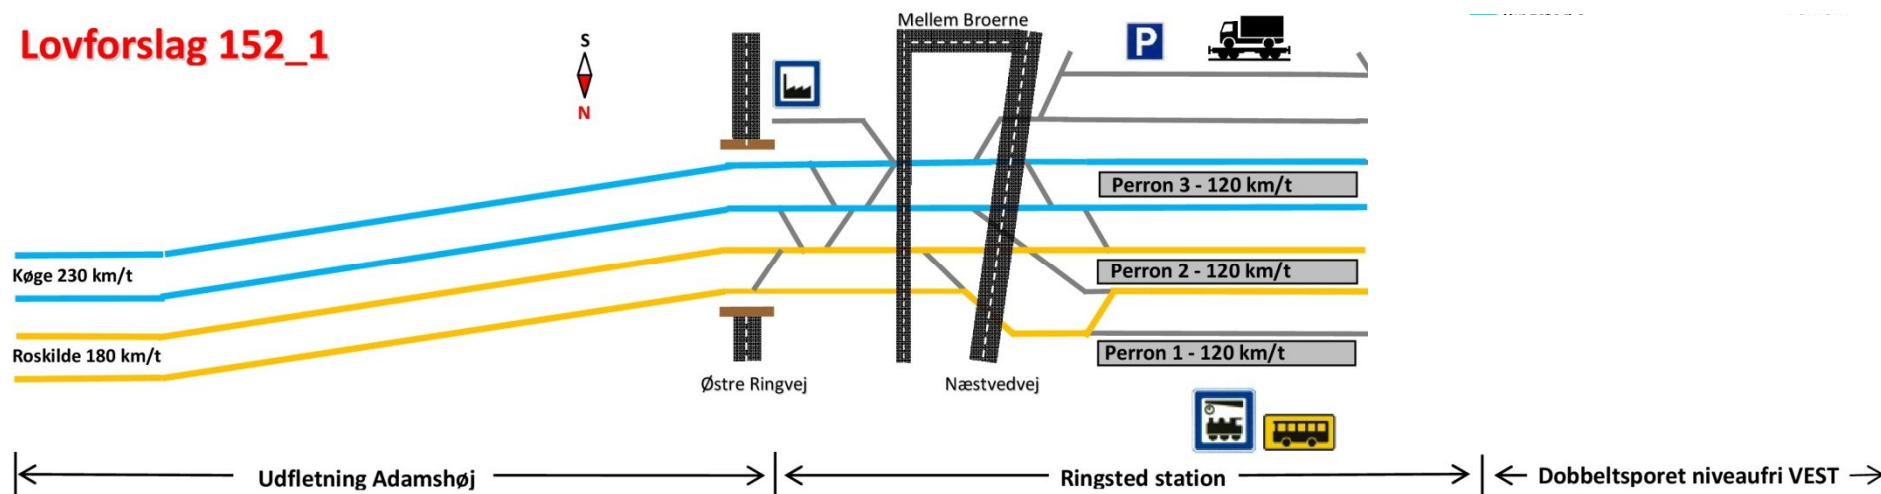 Mellem Broerne
Lovforslag 152_1
S
N
P
Perron 3 - 120 km/t
Køge 230 km/t
Perron 2 - 120 km/t
Roskilde 180 km/t
Perron 1 - 120 km/t
Østre Ringvej
Næstvedvej
Udfletning Adamshøj
Ringsted station
Dobbeltsporet niveaufri VEST